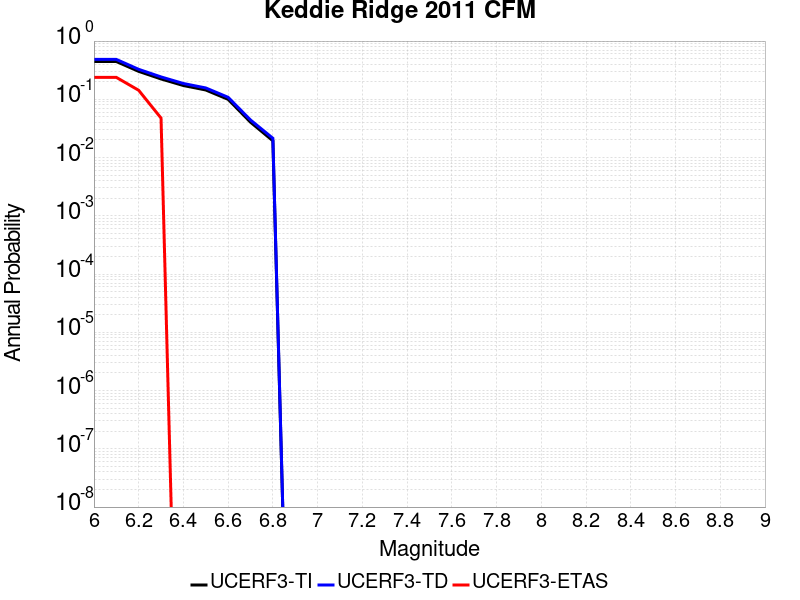 Keddie Ridge 2011 CFM
10 0
10 -1
10 -2
10 -3
10 -4
10 -5
10 -6
10 -7
10 -8
Annual Probability
6 6.2 6.4 6.6 6.8 7 7.2 7.4 7.6 7.8 8 8.2 8.4 8.6 8.8 9
Magnitude
UCERF3-TI UCERF3-TD UCERF3-ETAS